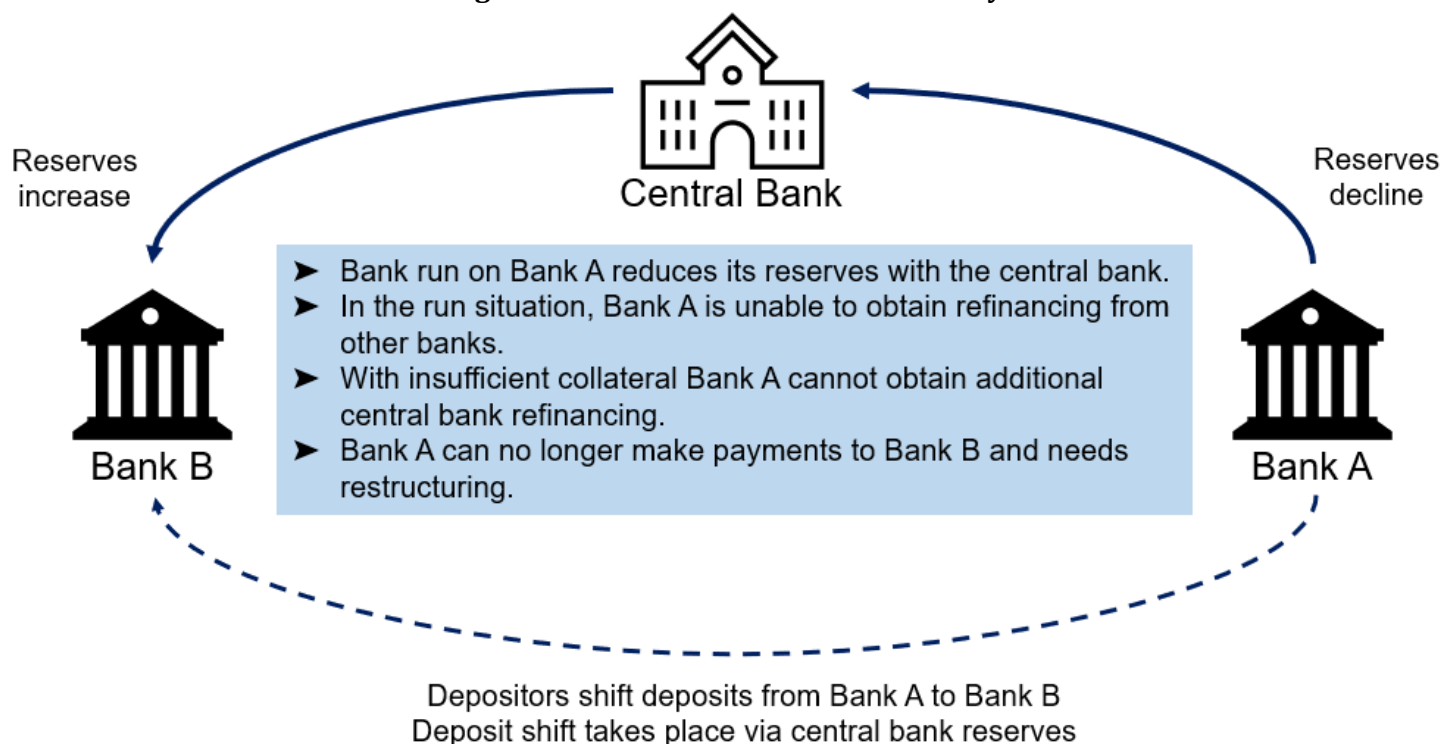 Central Bank
Reserves
increase
Reserves
decline
➤ Bank run on Bank A reduces its reserves with the central bank.
➤ In the run situation, Bank A is unable to obtain refinancing from
other banks.
➤ With insufficient collateral Bank A cannot obtain additional
central bank refinancing.
➤ Bank A can no longer make payments to Bank B and needs
restructuring.
Bank B
Bank A
Depositors shift deposits from Bank A to Bank B
Deposit shift takes place via central bank reserves